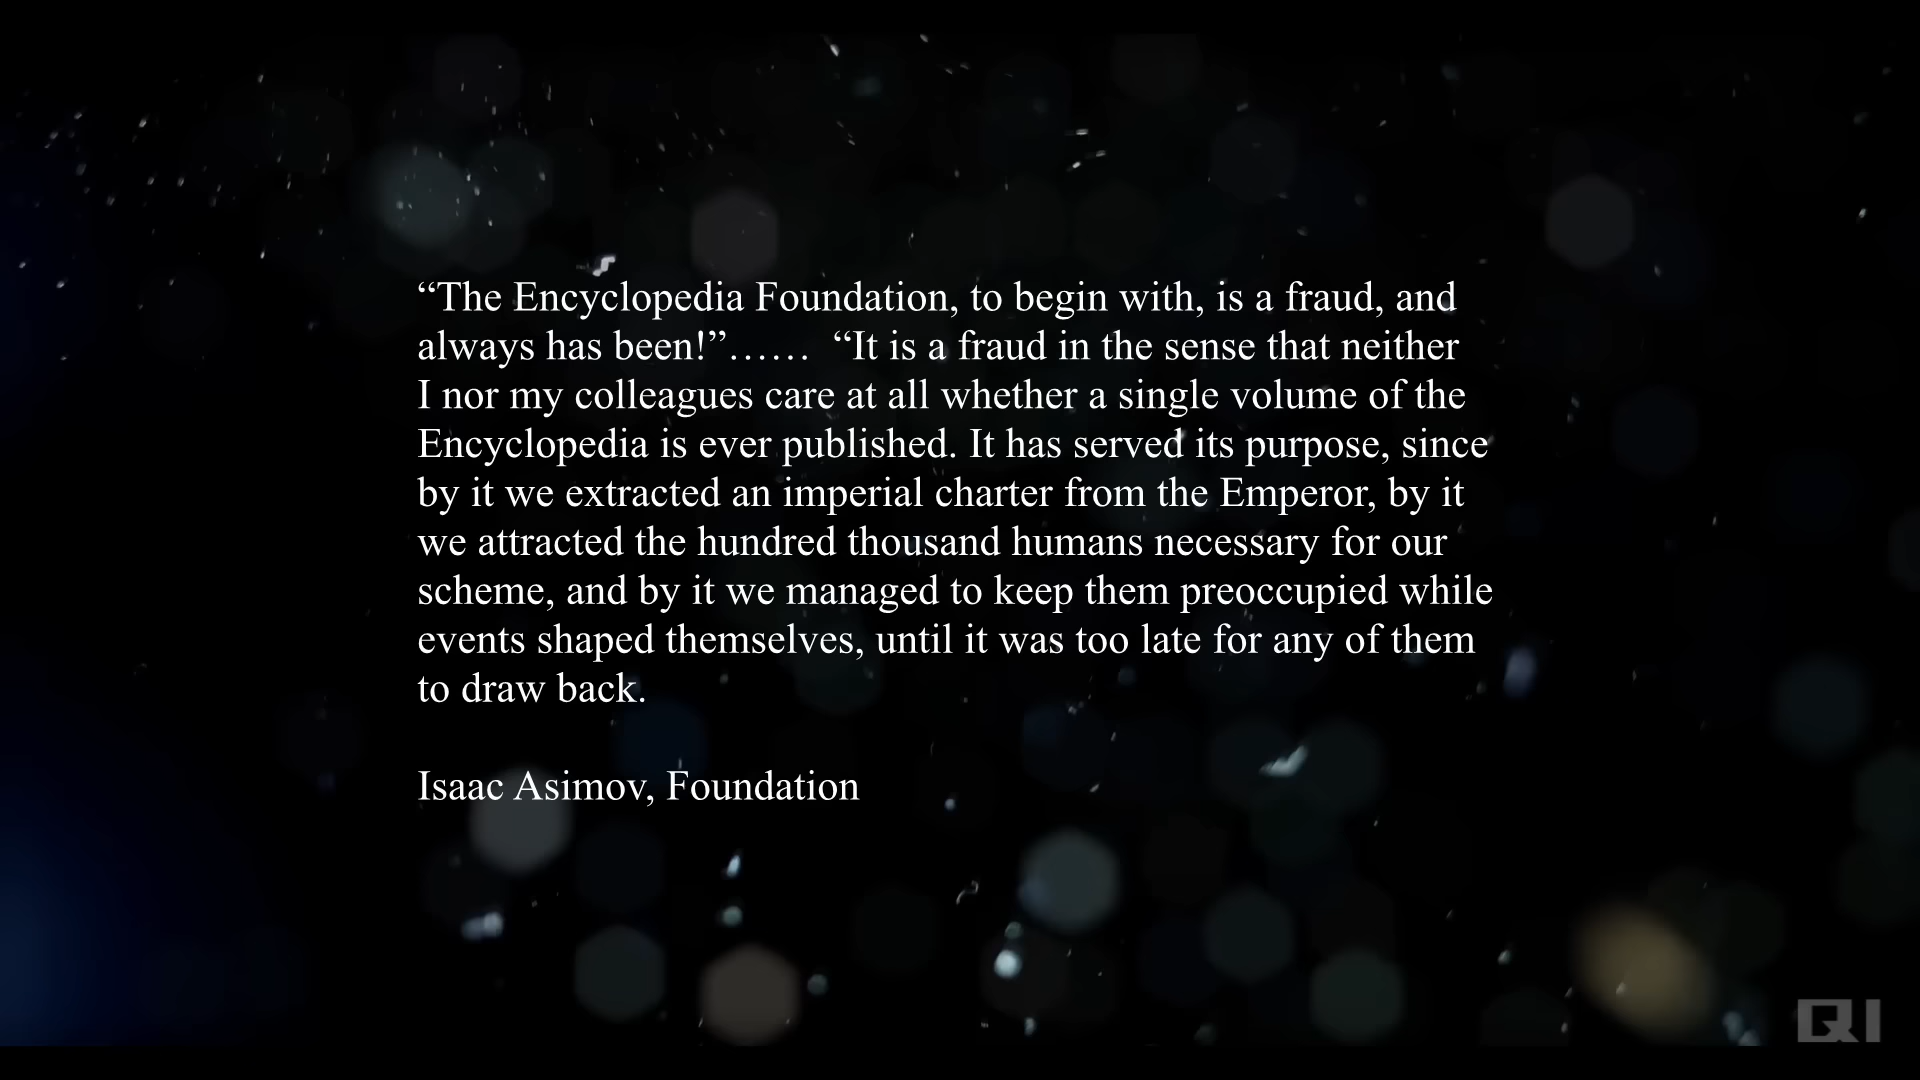 “The Encyclopedia Foundation, to begin with, is a fraud, and
always has been!”…… “It is a fraud in the sense that neither
I nor my colleagues care at all whether a single volume of the
Encyclopedia is ever published. It has served its purpose, since
by it we extracted an imperial charter from the Emperor, by it
we attracted the hundred thousand humans necessary for our
scheme, and by it we managed to keep them preoccupied while
events shaped themselves, until it was too late for any of them
to draw back.
Isaac Asimov, Foundation
QI